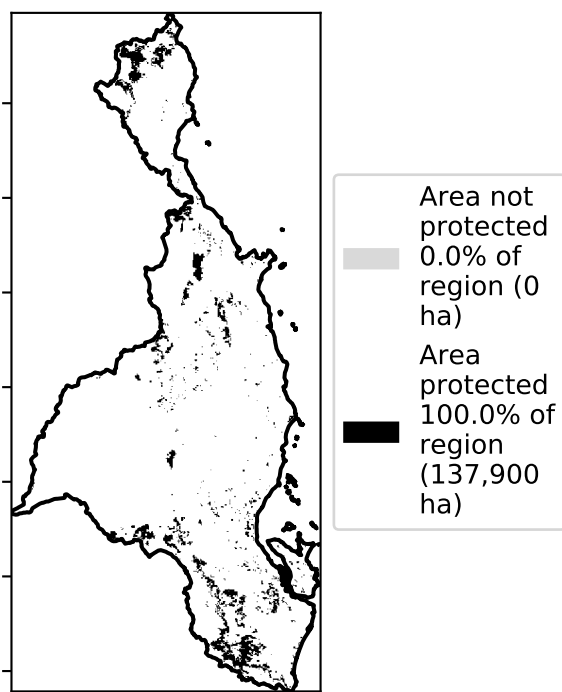 Area not
protected
0.0% of
region (0
ha)
Area
protected
100.0% of
region
(137,900
ha)